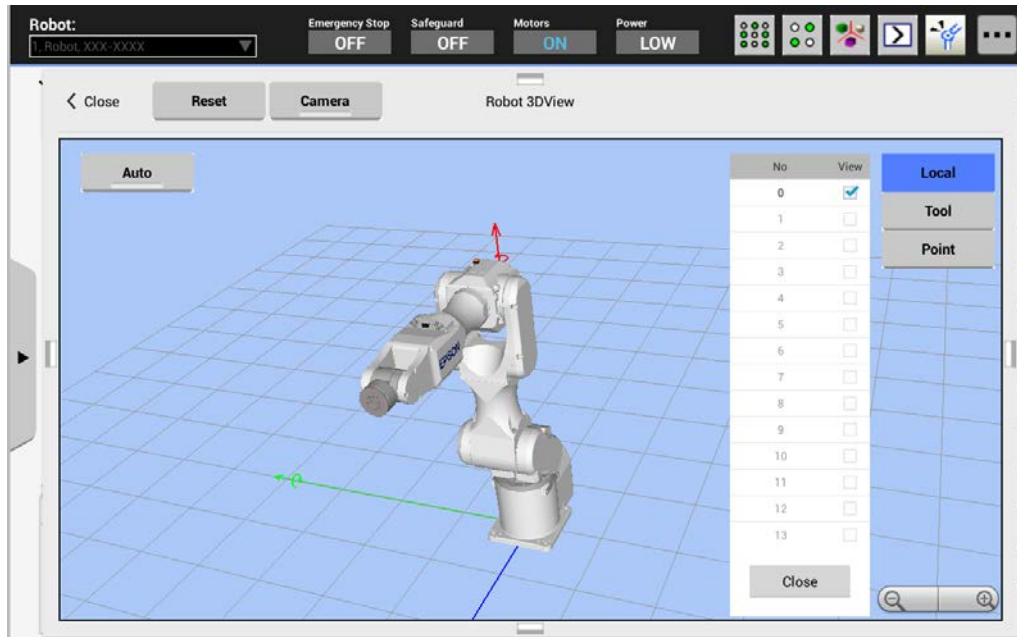 Robot:
1, Robot, XXX-XXXX
Emergency Stop
OFF
Safeguard
OFF
Motors
ON
Power
LOW
Close
Reset
Camera
Robot 3DView
Auto
EPSON
No View
0
1
2
3
4
5
6
7
8
9
10
11
12
13
Close
Local
Tool
Point